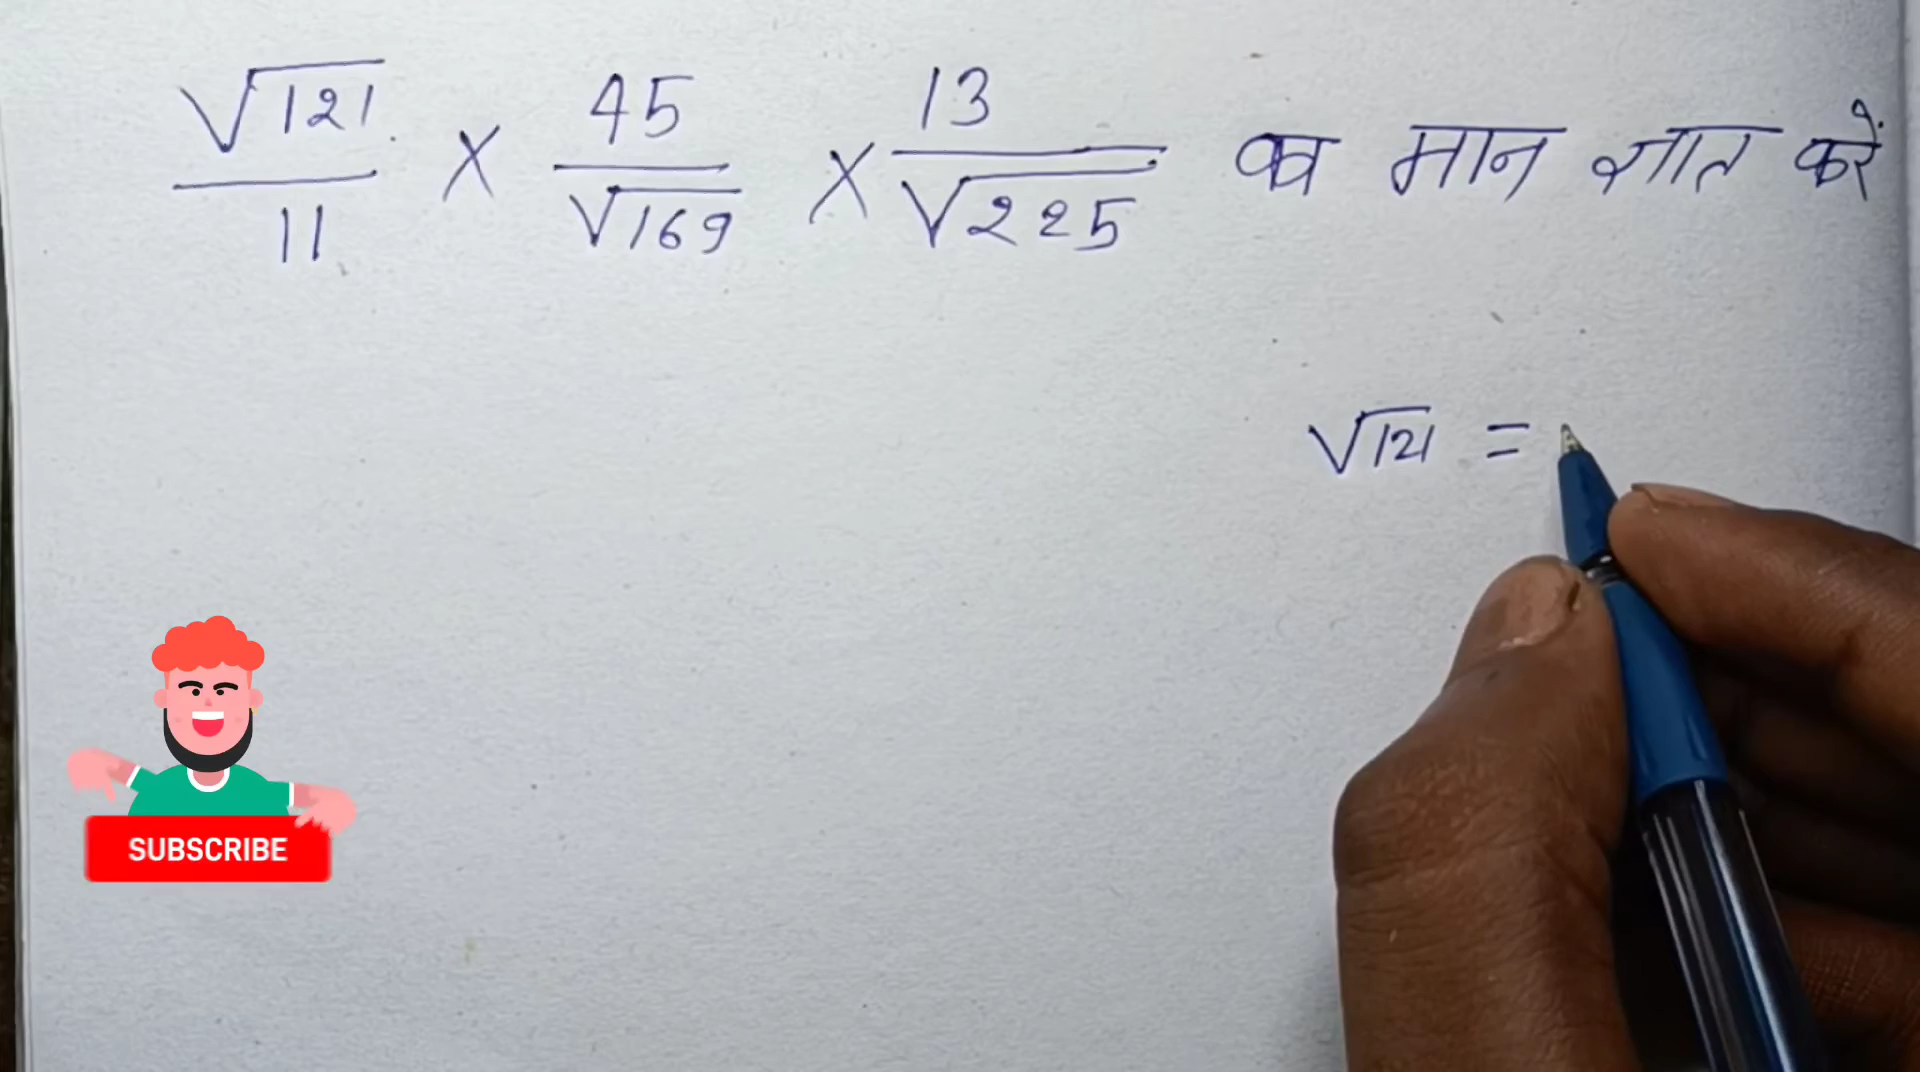 √121/11 × 45/√169 × 13/√225 का मान ज्ञात करें
√121 =
SUBSCRIBE